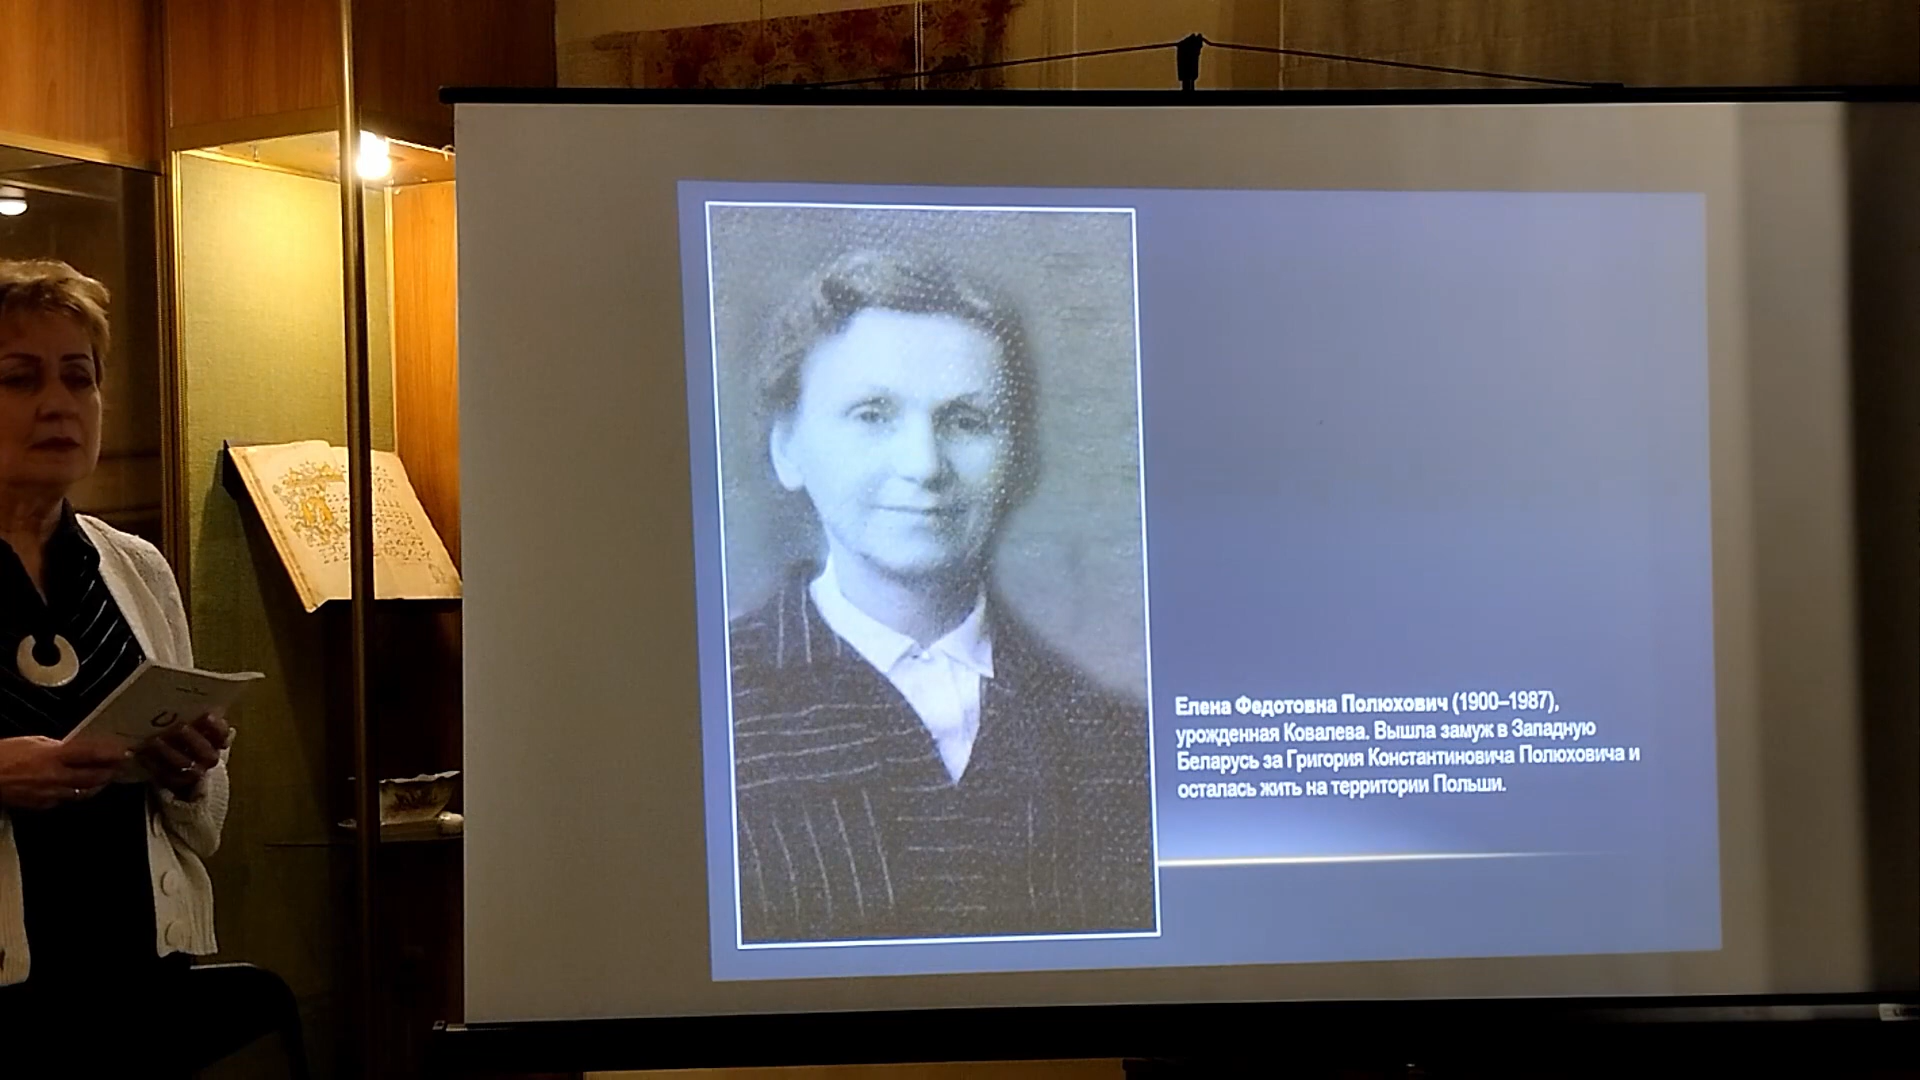 Елена Федотовна Полюхович (1900–1987),
урожденная Ковалева. Вышла замуж в Западную
Беларусь за Григория Константиновича Полюховича и
осталась жить на территории Польши.